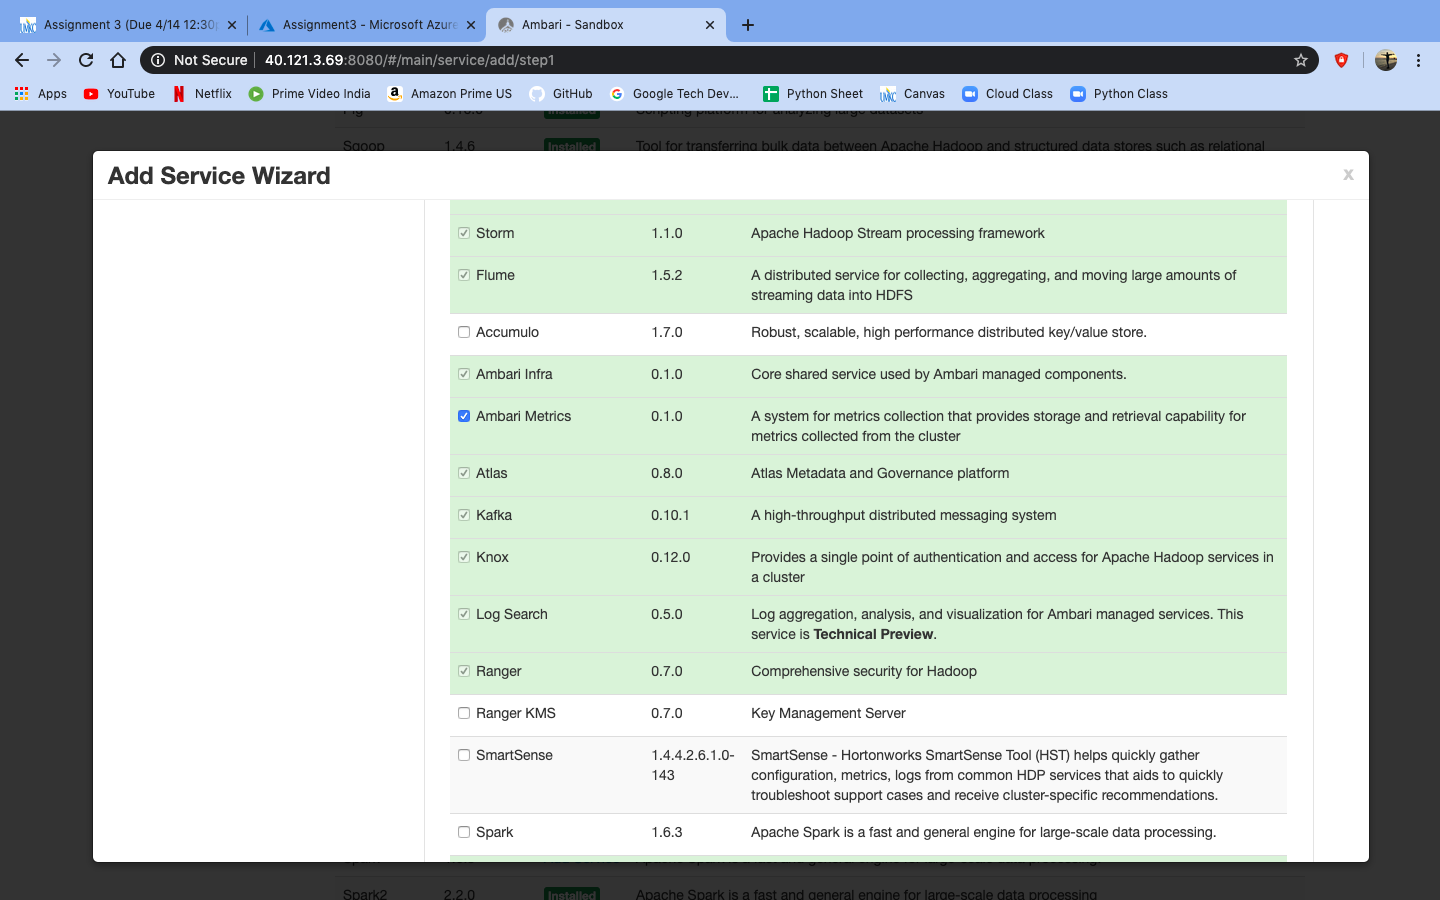 Assignment 3 (Due 4/14 12:30p
Assignment3 - Microsoft Azure
Ambari - Sandbox
Not Secure
40.121.3.69:8080/#/main/service/add/step1
Apps
YouTube
Netflix
Prime Video India
Amazon Prime US
GitHub
Google Tech Dev...
Python Sheet
Canvas
Cloud Class
Python Class
Sqoop 1.4.6 Installed Tool for transferring bulk data between Apache Hadoop and structured data stores such as relational
Add Service Wizard
x
Storm 1.1.0 Apache Hadoop Stream processing framework
Flume 1.5.2 A distributed service for collecting, aggregating, and moving large amounts of
streaming data into HDFS
Accumulo 1.7.0 Robust, scalable, high performance distributed key/value store.
Ambari Infra 0.1.0 Core shared service used by Ambari managed components.
Ambari Metrics 0.1.0 A system for metrics collection that provides storage and retrieval capability for
metrics collected from the cluster
Atlas 0.8.0 Atlas Metadata and Governance platform
Kafka 0.10.1 A high-throughput distributed messaging system
Knox 0.12.0 Provides a single point of authentication and access for Apache Hadoop services in
a cluster
Log Search 0.5.0 Log aggregation, analysis, and visualization for Ambari managed services. This
service is Technical Preview.
Ranger 0.7.0 Comprehensive security for Hadoop
Ranger KMS 0.7.0 Key Management Server
SmartSense 1.4.4.2.6.1.0- SmartSense - Hortonworks SmartSense Tool (HST) helps quickly gather
143 configuration, metrics, logs from common HDP services that aids to quickly
troubleshoot support cases and receive cluster-specific recommendations.
Spark 1.6.3 Apache Spark is a fast and general engine for large-scale data processing.
Spark2 2.2.0 Installed Apache Spark is a fast and general engine for large-scale data processing